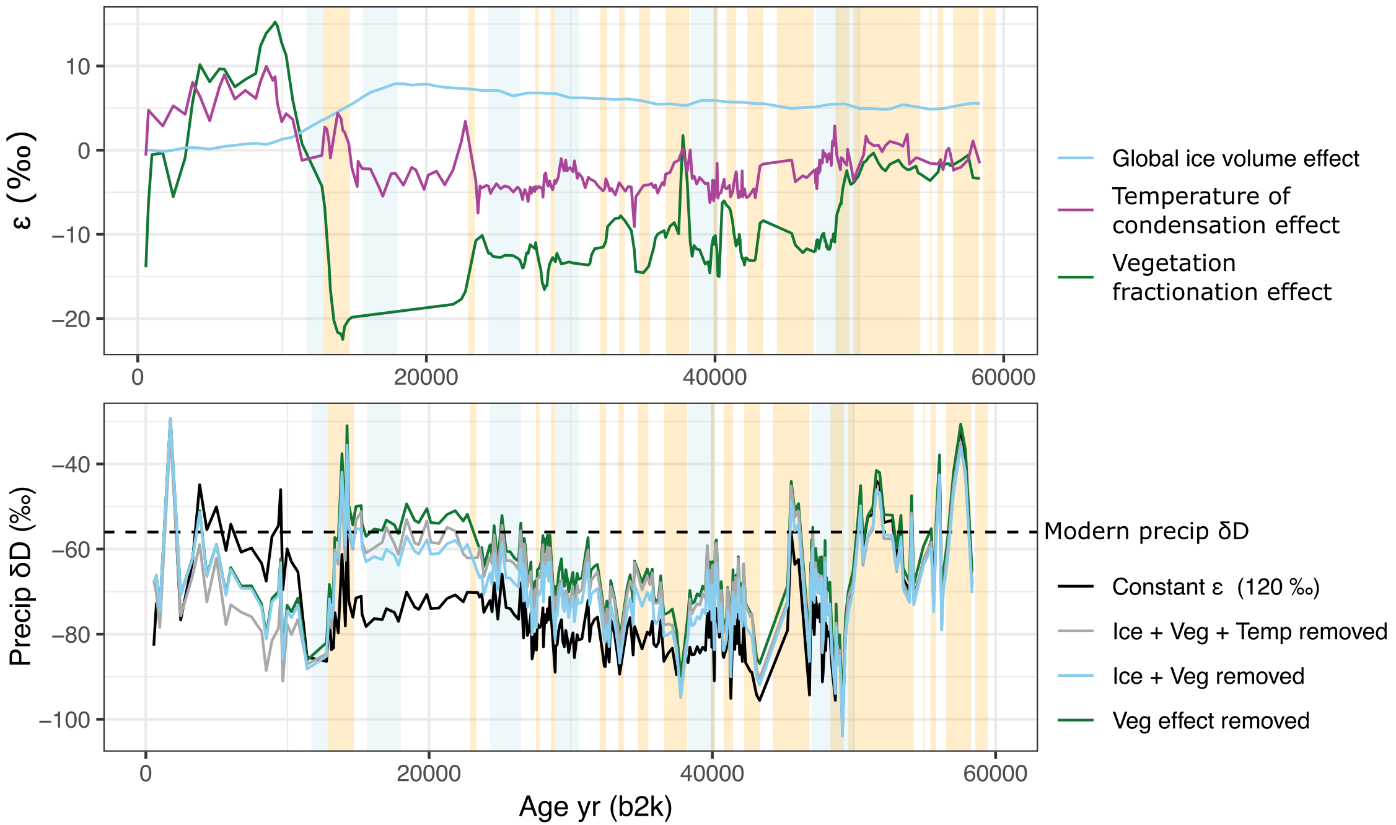 10
0
−10
−20
ε (‰)
0
20000
40000
60000
Global ice volume effect
Temperature of
condensation effect
Vegetation
fractionation effect
−40
−60
−80
−100
Precip δD (‰)
Modern precip δD
Constant ε (120 ‰)
Ice + Veg + Temp removed
Ice + Veg removed
Veg effect removed
0
20000
40000
60000
Age yr (b2k)